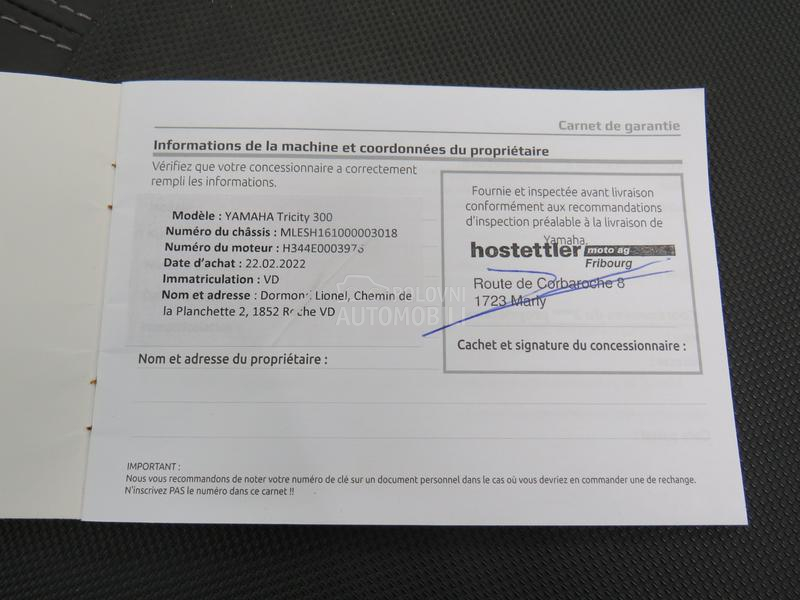 Carnet de garantie
Informations de la machine et coordonnées du propriétaire
Vérifiez que votre concessionnaire a correctement
rempli les informations.
Modèle : YAMAHA Tricity 300
Numéro du châssis : MLESH161000003018
Numéro du moteur : H344E0003976
Date d'achat : 22.02.2022
Immatriculation : VD
Nom et adresse : Dormond Lionel, Chemin de
la Planchette 2, 1852 Roche VD
Nom et adresse du propriétaire :
Fournie et inspectée avant livraison
conformément aux recommandations
d'inspection préalable à la livraison de
Yamaha.
hostettler moto ag
Fribourg
Route de Corbaroche 8
1723 Marly
Cachet et signature du concessionnaire :
POLOVNI
AUTOMOBILI
IMPORTANT :
Nous vous recommandons de noter votre numéro de clé sur un document personnel dans le cas où vous devriez en commander une de rechange.
N'inscrivez PAS le numéro dans ce carnet !!